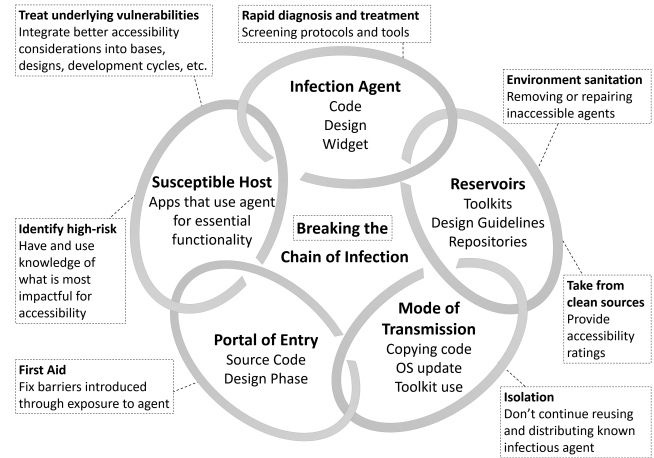 Treat underlying vulnerabilities
Integrate better accessibility
considerations into bases,
designs, development cycles, etc.
Rapid diagnosis and treatment
Screening protocols and tools
Infection Agent
Code
Design
Widget
Environment sanitation
Removing or repairing
inaccessible agents
Susceptible Host
Apps that use agent
for essential
functionality
Reservoirs
Toolkits
Design Guidelines
Repositories
Breaking the
Chain of Infection
Identify high-risk
Have and use
knowledge of
what is most
impactful for
accessibility
Take from
clean sources
Provide
accessibility
ratings
Mode of
Transmission
Copying code
OS update
Toolkit use
Portal of Entry
Source Code
Design Phase
First Aid
Fix barriers introduced
through exposure to agent
Isolation
Don't continue reusing
and distributing known
infectious agent